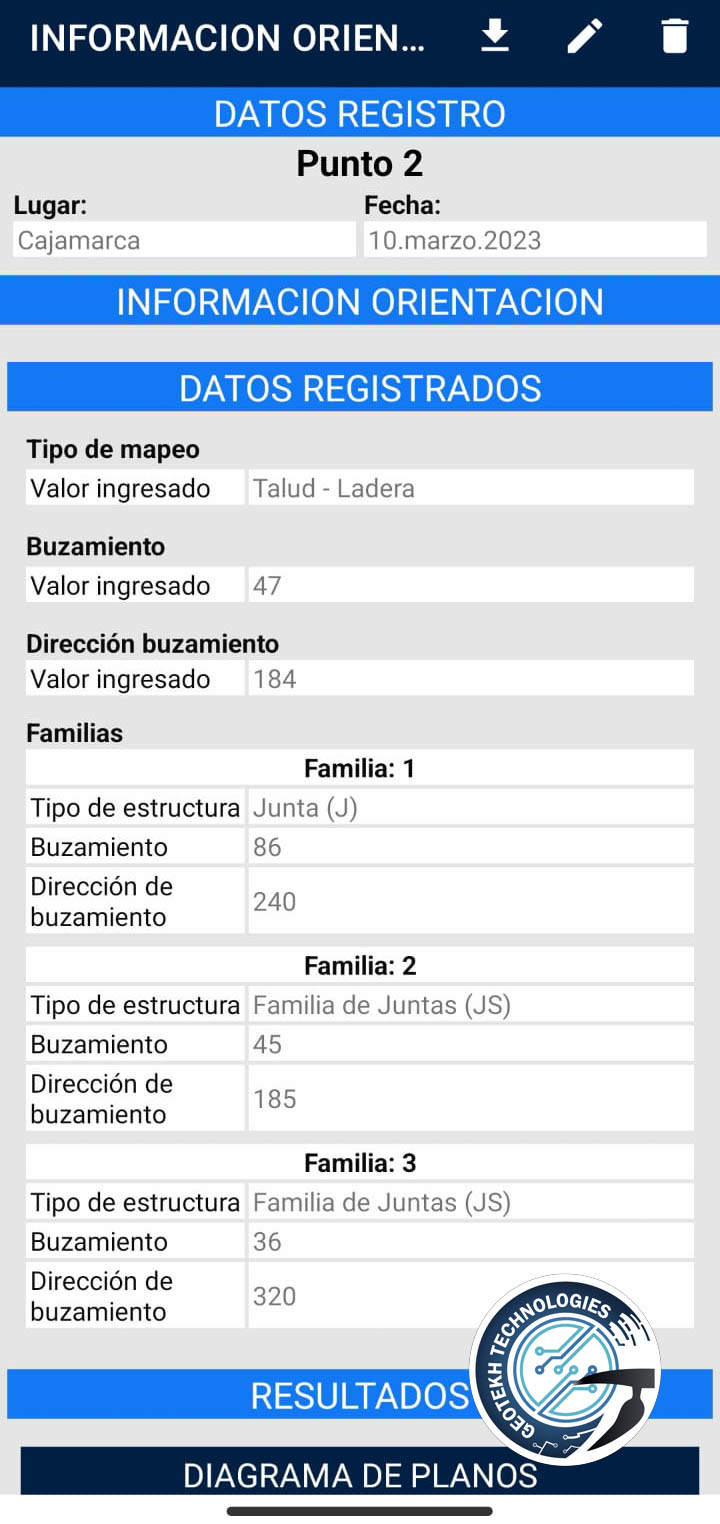 INFORMACION ORIEN...
DATOS REGISTRO
Punto 2
Lugar: Fecha:
Cajamarca 10.marzo.2023
INFORMACION ORIENTACION
DATOS REGISTRADOS
Tipo de mapeo
Valor ingresado Talud - Ladera
Buzamiento
Valor ingresado 47
Dirección buzamiento
Valor ingresado 184
Familias
Familia: 1
Tipo de estructura Junta (J)
Buzamiento 86
Dirección de
buzamiento 240
Familia: 2
Tipo de estructura Familia de Juntas (JS)
Buzamiento 45
Dirección de
buzamiento 185
Familia: 3
Tipo de estructura Familia de Juntas (JS)
Buzamiento 36
Dirección de
buzamiento 320
GEOTEKH TECHNOLOGIES
RESULTADOS
DIAGRAMA DE PLANOS